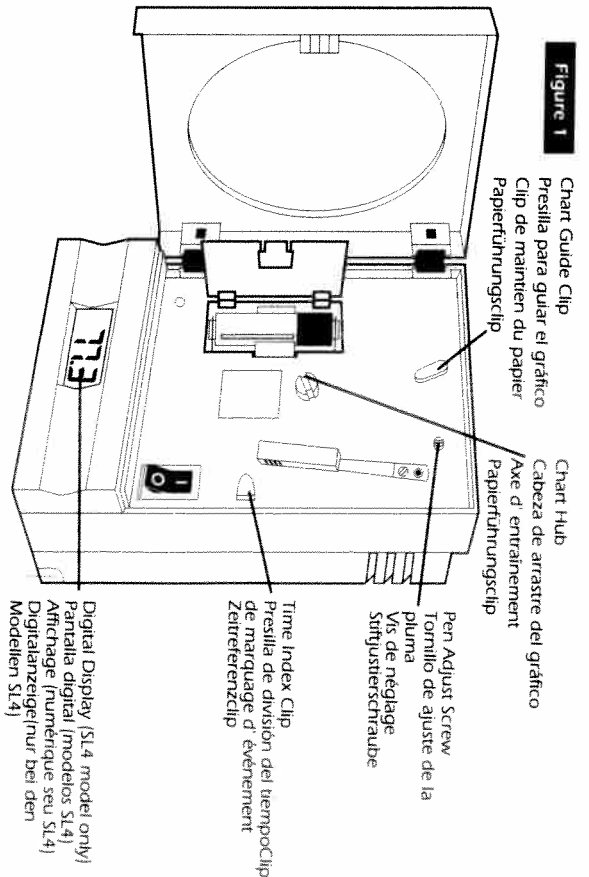 Figure 1
Chart Guide Clip
Presilla para guiar el gráfico
Clip de maintien du papier
Papierführungsclip
Chart Hub
Cabeza de arrastre del gráfico
Axe d' entrainement
Papierführungsclip
Pen Adjust Screw
Tornillo de ajuste de la
pluma
Vis de néglage
Stiftjustierschraube
Time Index Clip
Presilla de división del tiempoClip
de marquage d' événement
Zeitreferenzclip
Digital Display (SL4 model only)
Pantalla digital (modelos SL4)
Affichage (numérique seu SL4)
Digitalanzeige(nur bei den
Modellen SL4)
77.3